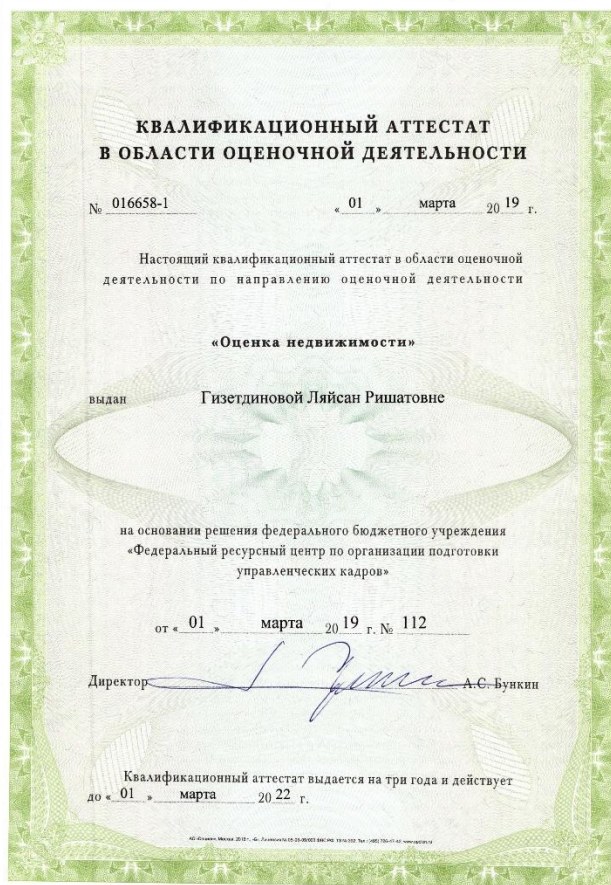 КВАЛИФИКАЦИОННЫЙ АТТЕСТАТ
В ОБЛАСТИ ОЦЕНОЧНОЙ ДЕЯТЕЛЬНОСТИ
№ 016658-1 « 01 » марта 20 19 г.
Настоящий квалификационный аттестат в области оценочной
деятельности по направлению оценочной деятельности
«Оценка недвижимости»
выдан Гизетдиновой Ляйсан Ришатовне
на основании решения федерального бюджетного учреждения
«Федеральный ресурсный центр по организации подготовки
управленческих кадров»
от « 01 » марта 20 19 г. № 112
Директор А.С. Бункин
Квалификационный аттестат выдается на три года и действует
до « 01 » марта 20 22 г.